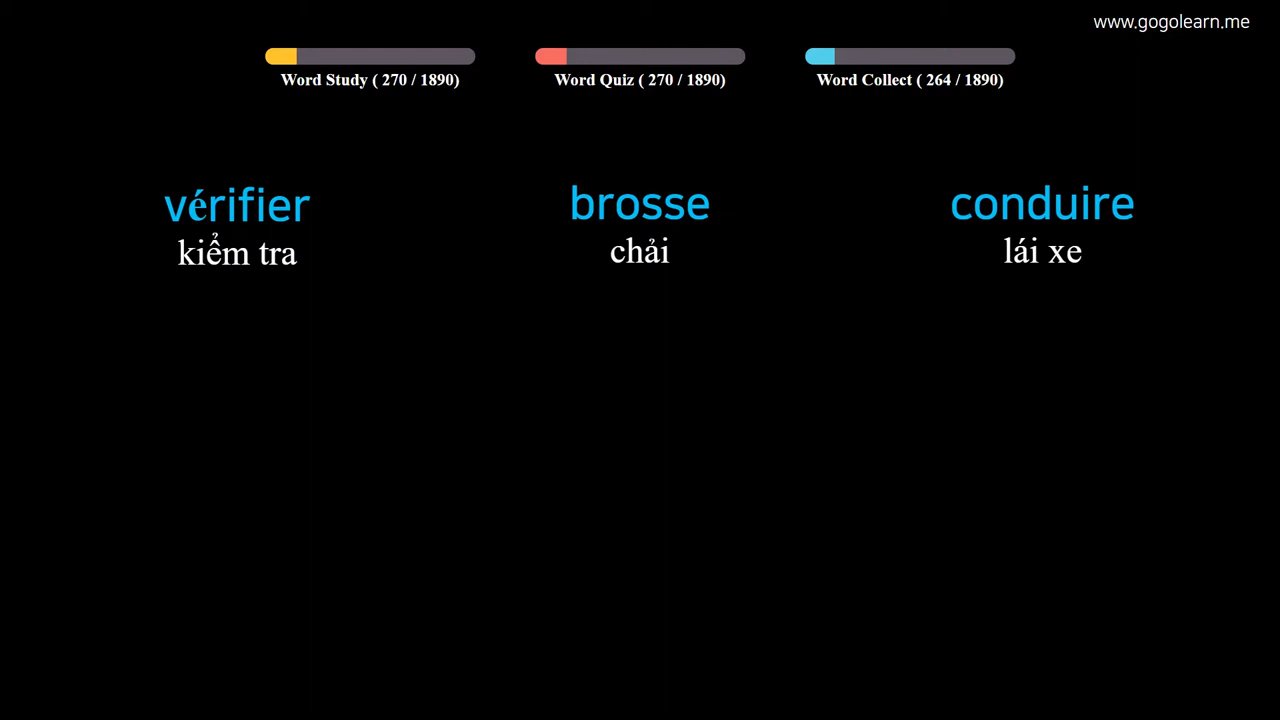 www.gogolearn.me
Word Study ( 270 / 1890) Word Quiz ( 270 / 1890) Word Collect ( 264 / 1890)
vérifier brosse conduire
kiểm tra chải lái xe